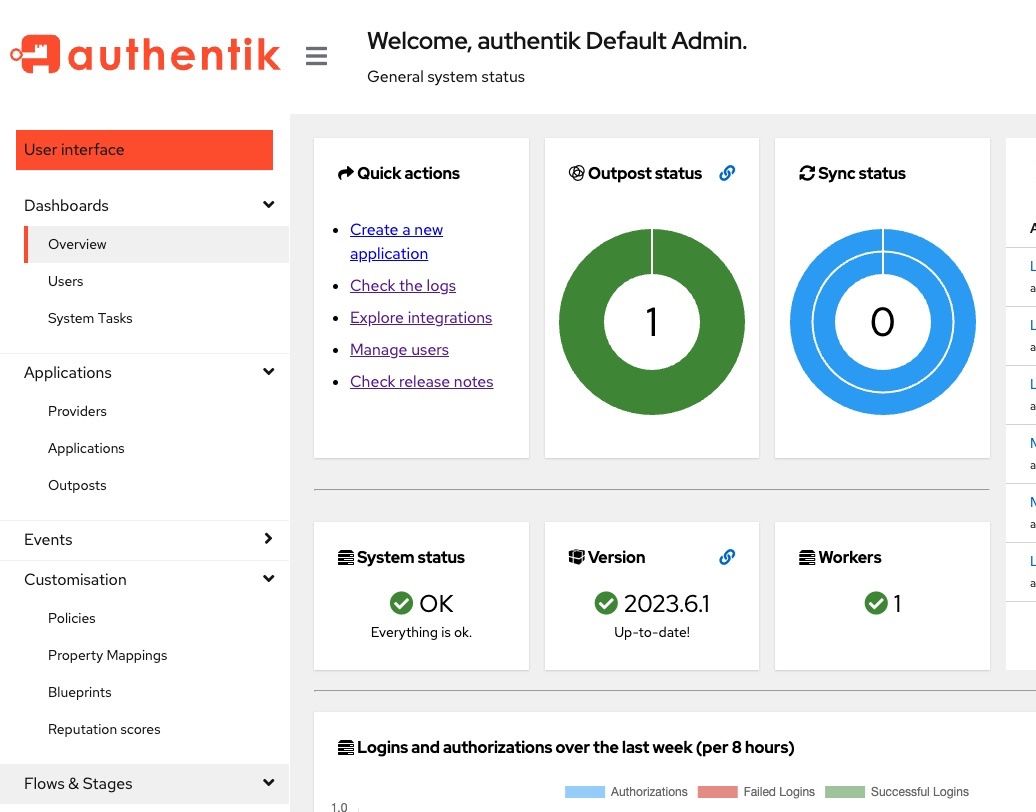 authentik
Welcome, authentik Default Admin.
General system status
User interface
Dashboards
Overview
Users
System Tasks
Applications
Providers
Applications
Outposts
Events
Customisation
Policies
Property Mappings
Blueprints
Reputation scores
Flows & Stages
Quick actions
Create a new
application
Check the logs
Explore integrations
Manage users
Check release notes
Outpost status
1
Sync status
0
System status
OK
Everything is ok.
Version
2023.6.1
Up-to-date!
Workers
1
Logins and authorizations over the last week (per 8 hours)
Authorizations Failed Logins Successful Logins
1.0